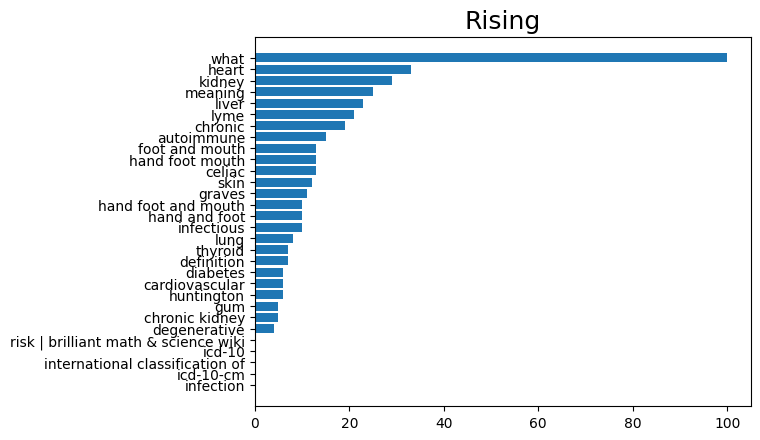 Rising
what
heart
kidney
meaning
liver
lyme
chronic
autoimmune
foot and mouth
hand foot mouth
celiac
skin
graves
hand foot and mouth
hand and foot
infectious
lung
thyroid
definition
diabetes
cardiovascular
huntington
gum
chronic kidney
degenerative
risk | brilliant math & science wiki
icd-10
international classification of
icd-10-cm
infection
0 20 40 60 80 100